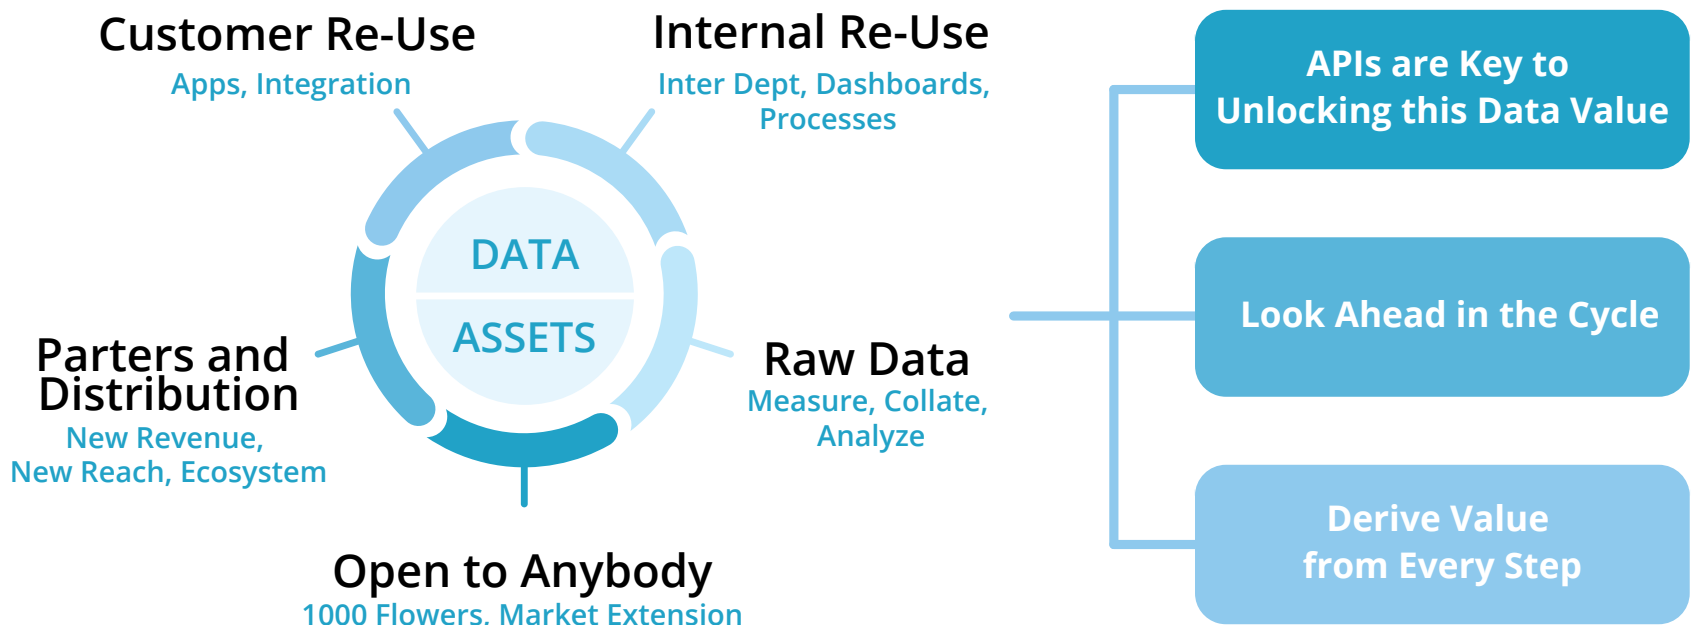 Customer Re-Use
Apps, Integration
Internal Re-Use
Inter Dept, Dashboards,
Processes
DATA
ASSETS
Parters and
Distribution
New Revenue,
New Reach, Ecosystem
Raw Data
Measure, Collate,
Analyze
Open to Anybody
1000 Flowers, Market Extension
APIs are Key to
Unlocking this Data Value
Look Ahead in the Cycle
Derive Value
from Every Step